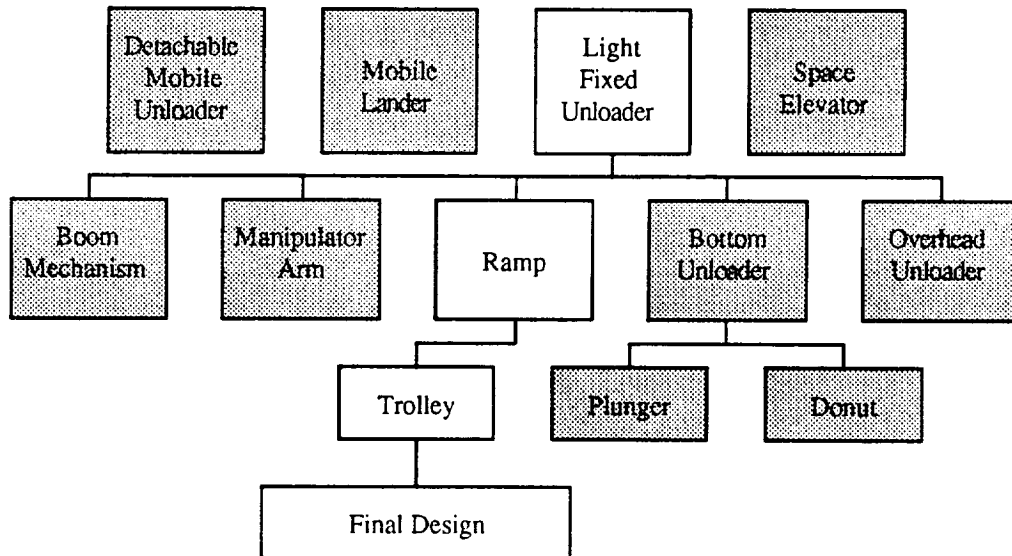 Detachable
Mobile
Unloader
Mobile
Lander
Light
Fixed
Unloader
Space
Elevator
Boom
Mechanism
Manipulator
Arm
Ramp
Bottom
Unloader
Overhead
Unloader
Trolley
Plunger
Donut
Final Design